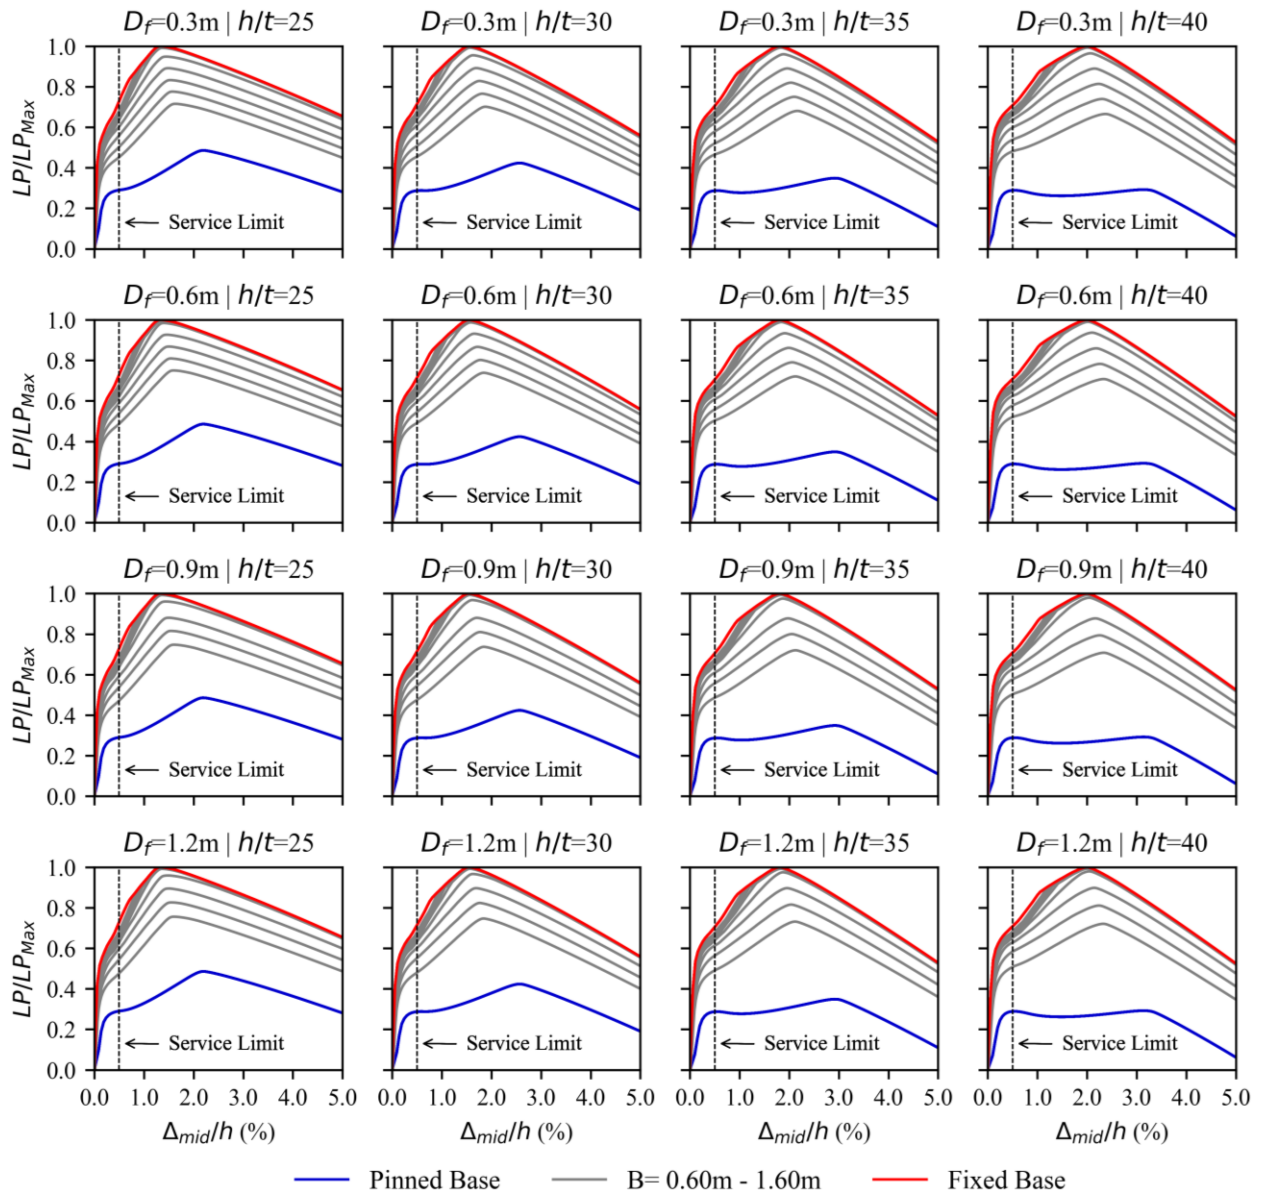 D_f=0.3m | h/t=25
D_f=0.3m | h/t=30
D_f=0.3m | h/t=35
D_f=0.3m | h/t=40
LP/LP_Max
1.0
0.8
0.6
0.4
0.2
0.0
Service Limit
Service Limit
Service Limit
Service Limit
D_f=0.6m | h/t=25
D_f=0.6m | h/t=30
D_f=0.6m | h/t=35
D_f=0.6m | h/t=40
LP/LP_Max
1.0
0.8
0.6
0.4
0.2
0.0
Service Limit
Service Limit
Service Limit
Service Limit
D_f=0.9m | h/t=25
D_f=0.9m | h/t=30
D_f=0.9m | h/t=35
D_f=0.9m | h/t=40
LP/LP_Max
1.0
0.8
0.6
0.4
0.2
0.0
Service Limit
Service Limit
Service Limit
Service Limit
D_f=1.2m | h/t=25
D_f=1.2m | h/t=30
D_f=1.2m | h/t=35
D_f=1.2m | h/t=40
LP/LP_Max
1.0
0.8
0.6
0.4
0.2
0.0
Service Limit
Service Limit
Service Limit
Service Limit
0.0 1.0 2.0 3.0 4.0 5.0
0.0 1.0 2.0 3.0 4.0 5.0
0.0 1.0 2.0 3.0 4.0 5.0
0.0 1.0 2.0 3.0 4.0 5.0
Δ_mid/h (%)
Δ_mid/h (%)
Δ_mid/h (%)
Δ_mid/h (%)
Pinned Base
B= 0.60m - 1.60m
Fixed Base